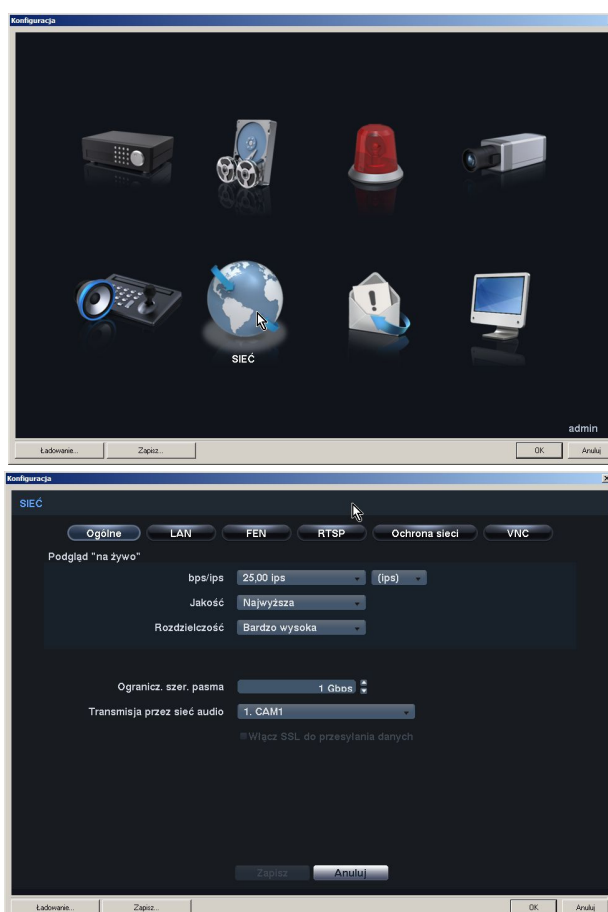 Konfiguracja
SIEĆ
admin
Ładowanie... Zapisz... OK Anuluj
Konfiguracja
SIEĆ
Ogólne LAN FEN RTSP Ochrona sieci VNC
Podgląd "na żywo"
bps/ips 25,00 ips (ips)
Jakość Najwyższa
Rozdzielczość Bardzo wysoka
Ogranicz. szer. pasma 1 Gbps
Transmisja przez sieć audio 1. CAM1
Włącz SSL do przesyłania danych
Zapisz Anuluj
Ładowanie... Zapisz... OK Anuluj